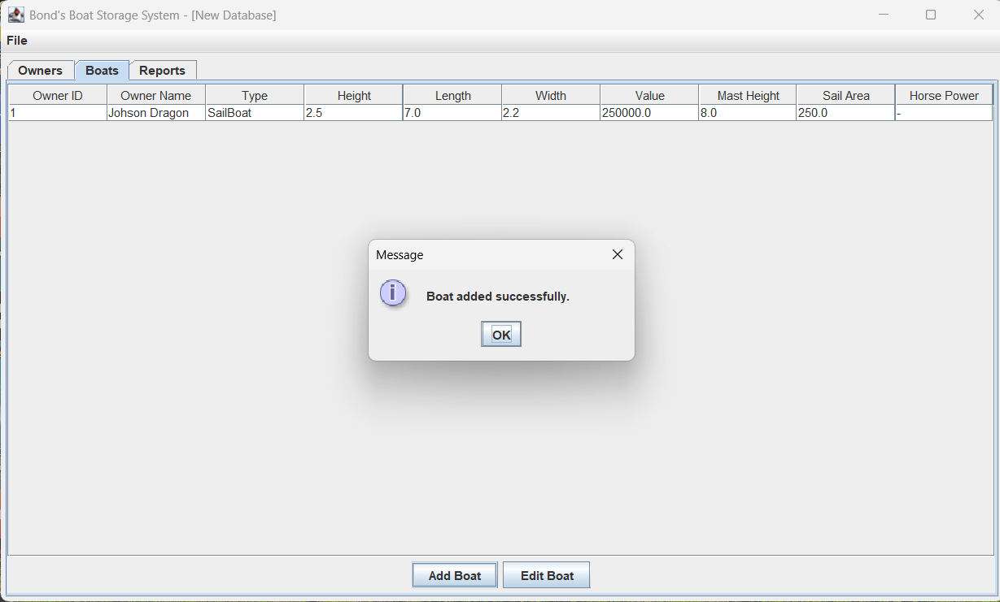 Bond's Boat Storage System - [New Database]
File
Owners Boats Reports
Owner ID Owner Name Type Height Length Width Value Mast Height Sail Area Horse Power
1 Johson Dragon SailBoat 2.5 7.0 2.2 250000.0 8.0 250.0 -
Message
i
Boat added successfully.
OK
Add Boat Edit Boat